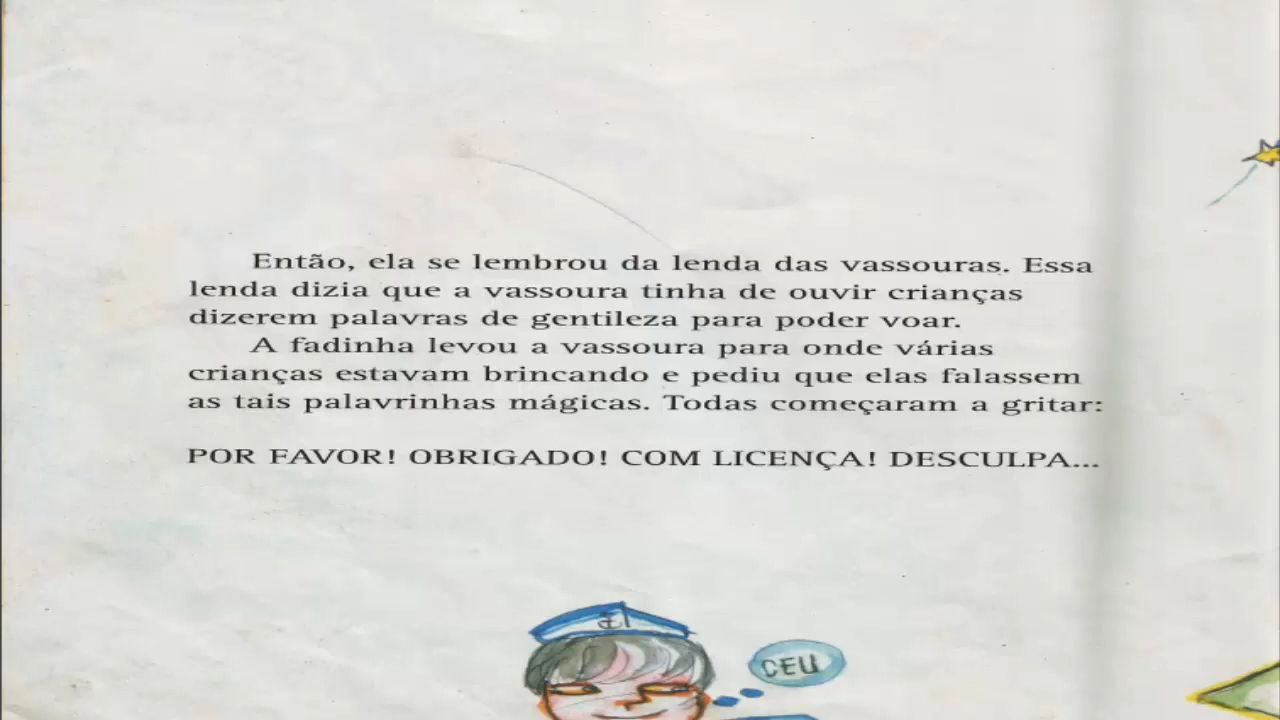 Então, ela se lembrou da lenda das vassouras. Essa
lenda dizia que a vassoura tinha de ouvir crianças
dizerem palavras de gentileza para poder voar.
A fadinha levou a vassoura para onde várias
crianças estavam brincando e pediu que elas falassem
as tais palavrinhas mágicas. Todas começaram a gritar:
POR FAVOR! OBRIGADO! COM LICENÇA! DESCULPA...
CEU